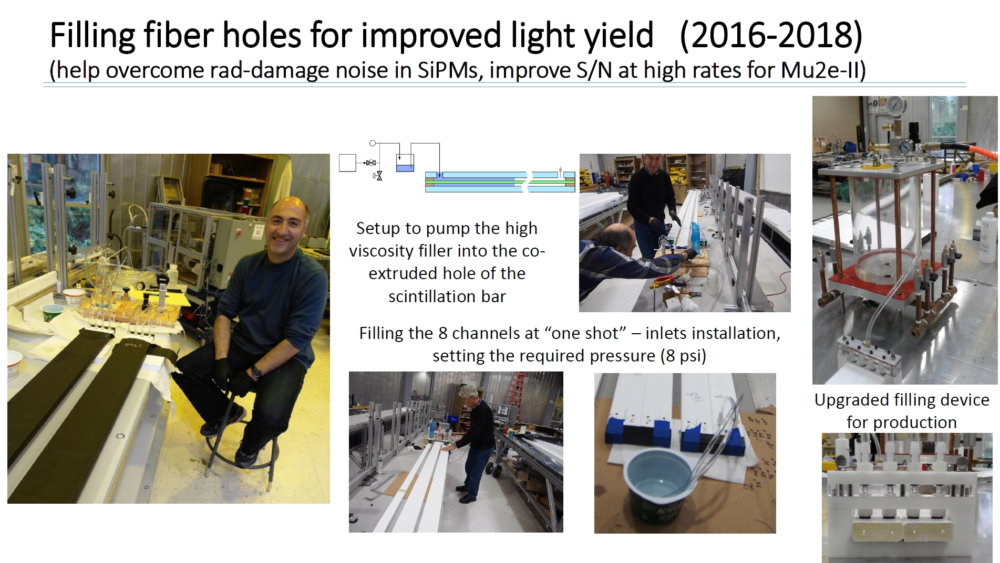 Filling fiber holes for improved light yield (2016-2018)
(help overcome rad-damage noise in SiPMs, improve S/N at high rates for Mu2e-II)
Setup to pump the high
viscosity filler into the co-
extruded hole of the
scintillation bar
Filling the 8 channels at “one shot” – inlets installation,
setting the required pressure (8 psi)
Upgraded filling device
for production
46